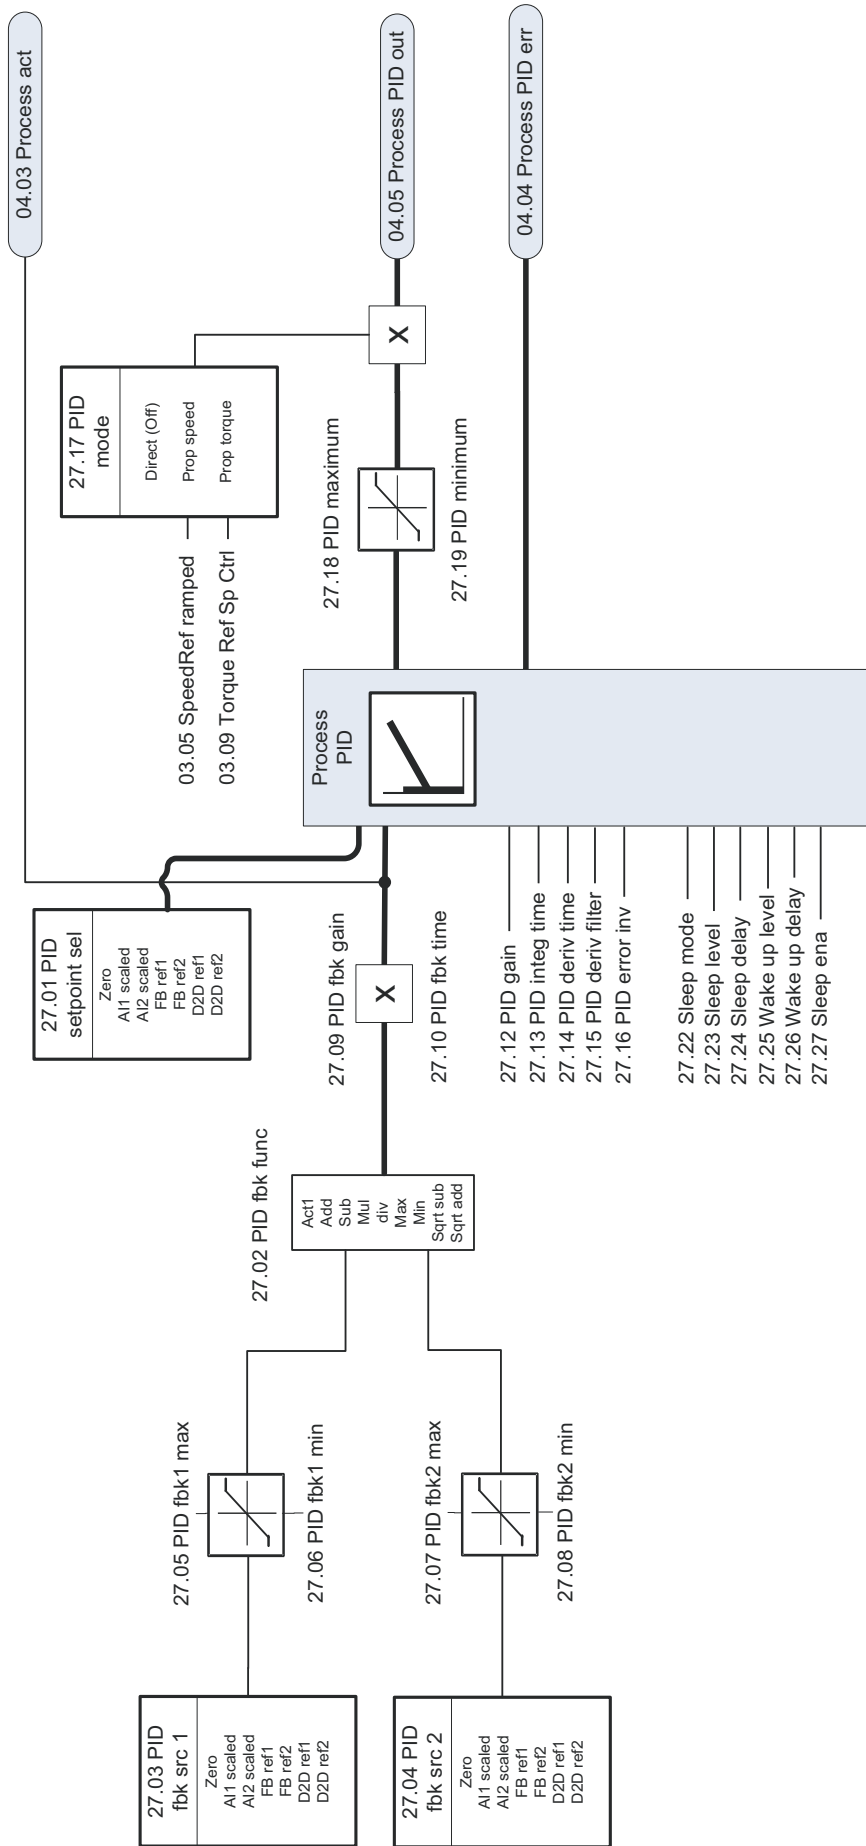 27.03 PID
fbk src 1
Zero
AI1 scaled
AI2 scaled
FB ref1
FB ref2
D2D ref1
D2D ref2
27.04 PID
fbk src 2
Zero
AI1 scaled
AI2 scaled
FB ref1
FB ref2
D2D ref1
D2D ref2
27.05 PID fbk1 max
27.06 PID fbk1 min
27.07 PID fbk2 max
27.08 PID fbk2 min
27.02 PID fbk func
Act1
Add
Sub
Mul
div
Max
Min
Sqrt sub
Sqrt add
27.01 PID
setpoint sel
Zero
AI1 scaled
AI2 scaled
FB ref1
FB ref2
D2D ref1
D2D ref2
27.09 PID fbk gain
X
27.10 PID fbk time
27.12 PID gain
27.13 PID integ time
27.14 PID deriv time
27.15 PID deriv filter
27.16 PID error inv
27.22 Sleep mode
27.23 Sleep level
27.24 Sleep delay
27.25 Wake up level
27.26 Wake up delay
27.27 Sleep ena
Process
PID
03.05 SpeedRef ramped
03.09 Torque Ref Sp Ctrl
27.17 PID
mode
Direct (Off)
Prop speed
Prop torque
27.18 PID maximum
27.19 PID minimum
X
04.03 Process act
04.05 Process PID out
04.04 Process PID err